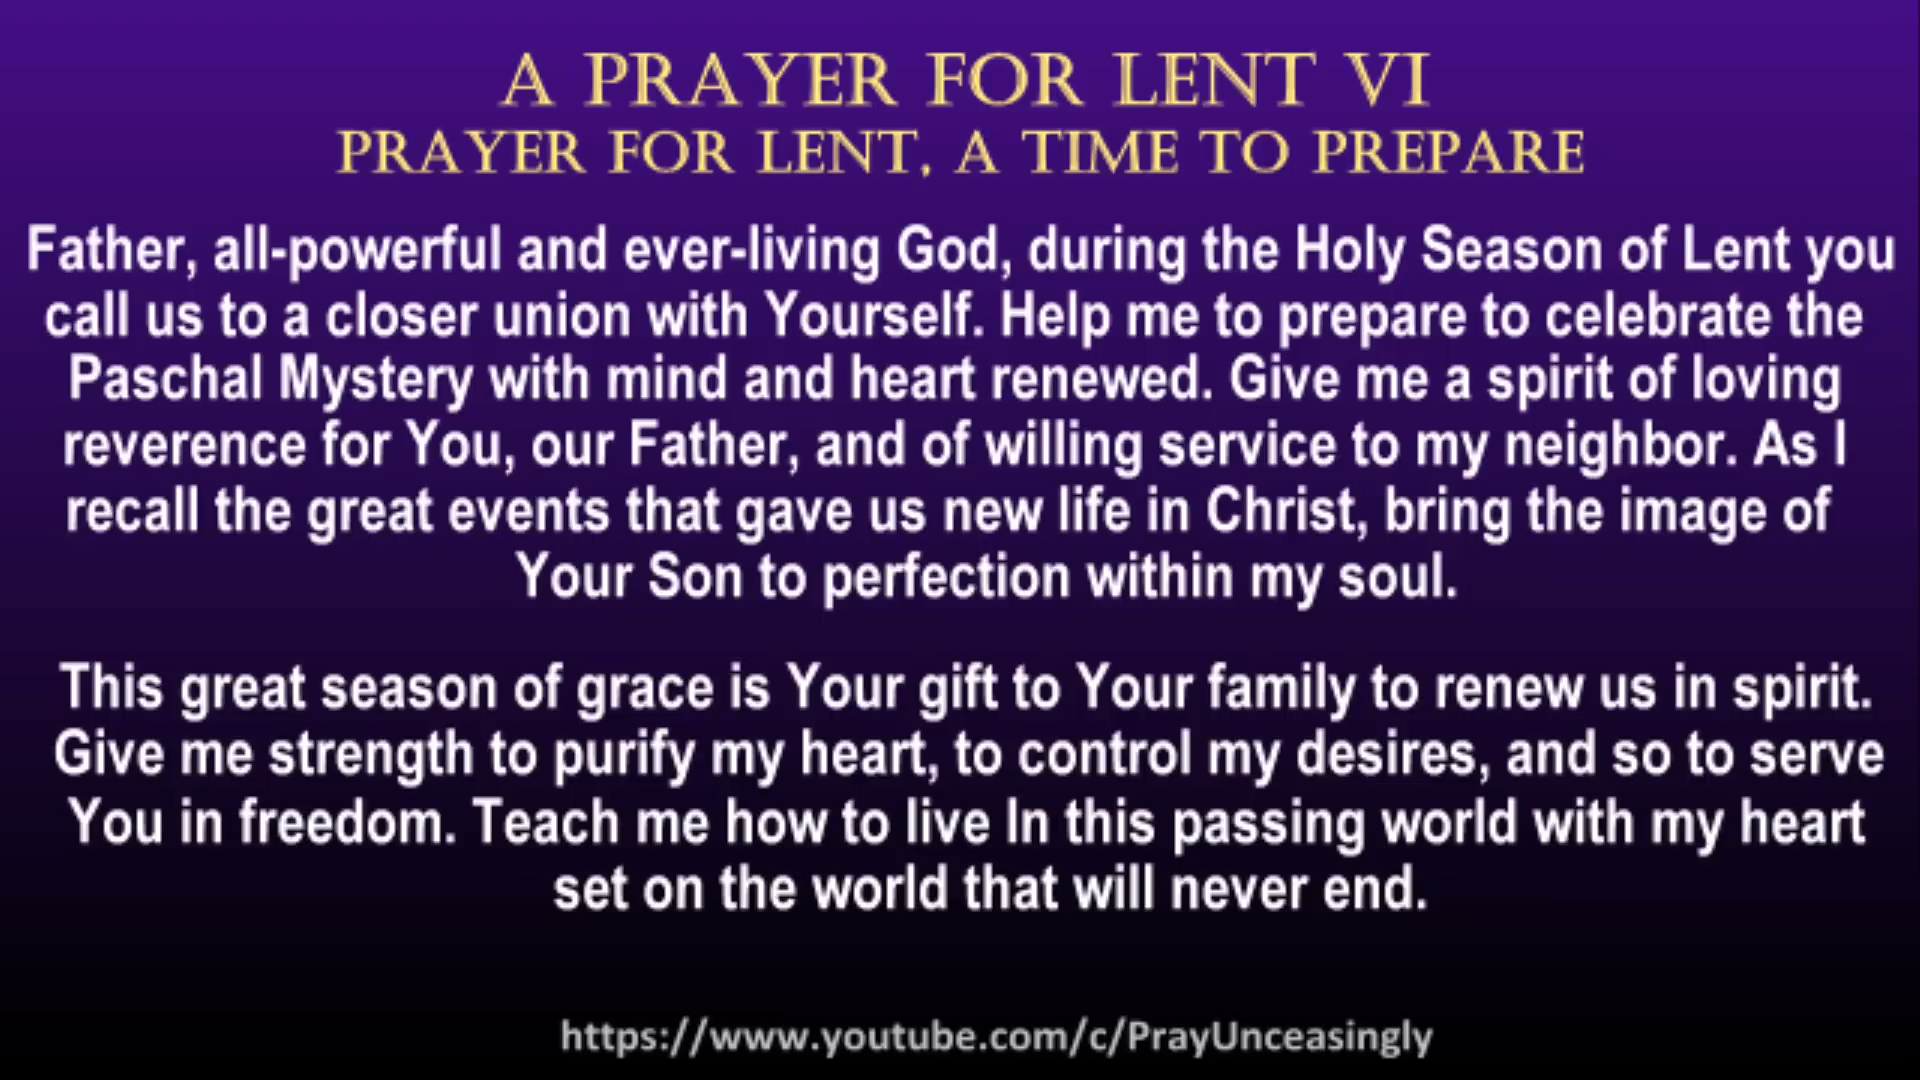 A PRAYER FOR LENT VI
PRAYER FOR LENT, A TIME TO PREPARE
Father, all-powerful and ever-living God, during the Holy Season of Lent you
call us to a closer union with Yourself. Help me to prepare to celebrate the
Paschal Mystery with mind and heart renewed. Give me a spirit of loving
reverence for You, our Father, and of willing service to my neighbor. As I
recall the great events that gave us new life in Christ, bring the image of
Your Son to perfection within my soul.
This great season of grace is Your gift to Your family to renew us in spirit.
Give me strength to purify my heart, to control my desires, and so to serve
You in freedom. Teach me how to live In this passing world with my heart
set on the world that will never end.
https://www.youtube.com/c/PrayUnceasingly